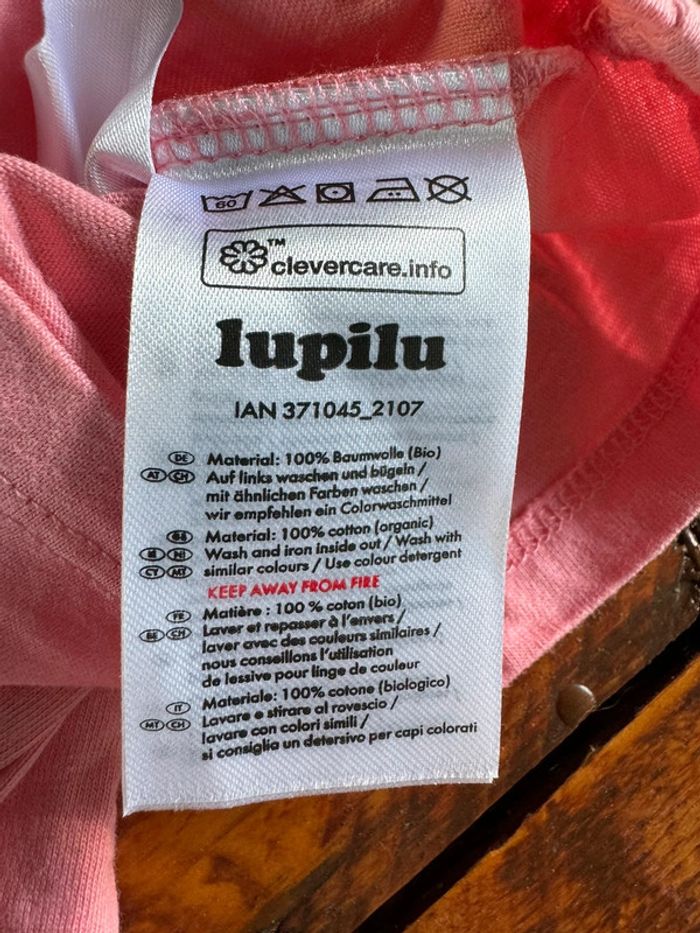 60
clevercare.info™
lupilu
IAN 371045_2107
DE Material: 100% Baumwolle (Bio)
AT CH Auf links waschen und bügeln /
mit ähnlichen Farben waschen /
wir empfehlen ein Colorwaschmittel
GB Material: 100% cotton (organic)
IE NI Wash and iron inside out / Wash with
CY MT similar colours / Use colour detergent
KEEP AWAY FROM FIRE
FR Matière : 100 % coton (bio)
BE CH Laver et repasser à l'envers /
laver avec des couleurs similaires /
nous conseillons l'utilisation
de lessive pour linge de couleur
IT Materiale: 100% cotone (biologico)
MT CH Lavare e stirare al rovescio /
lavare con colori simili /
si consiglia un detersivo per capi colorati